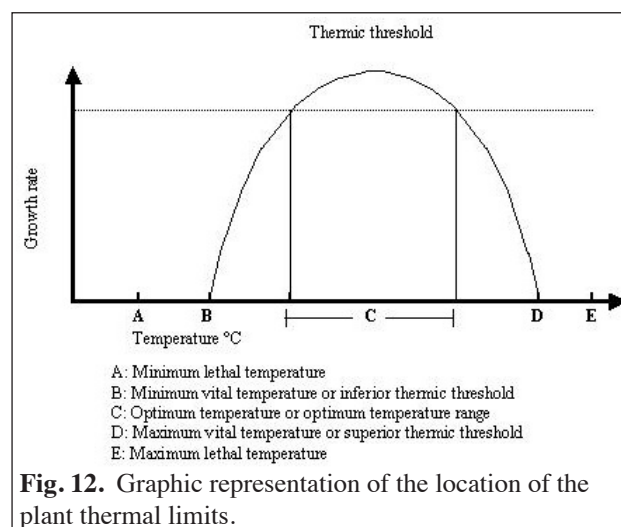 Thermic threshold
Growth rate
A B C D E
Temperature ºC
A: Minimum lethal temperature
B: Minimum vital temperature or inferior thermic threshold
C: Optimum temperature or optimum temperature range
D: Maximum vital temperature or superior thermic threshold
E: Maximum lethal temperature
Fig. 12. Graphic representation of the location of the
plant thermal limits.